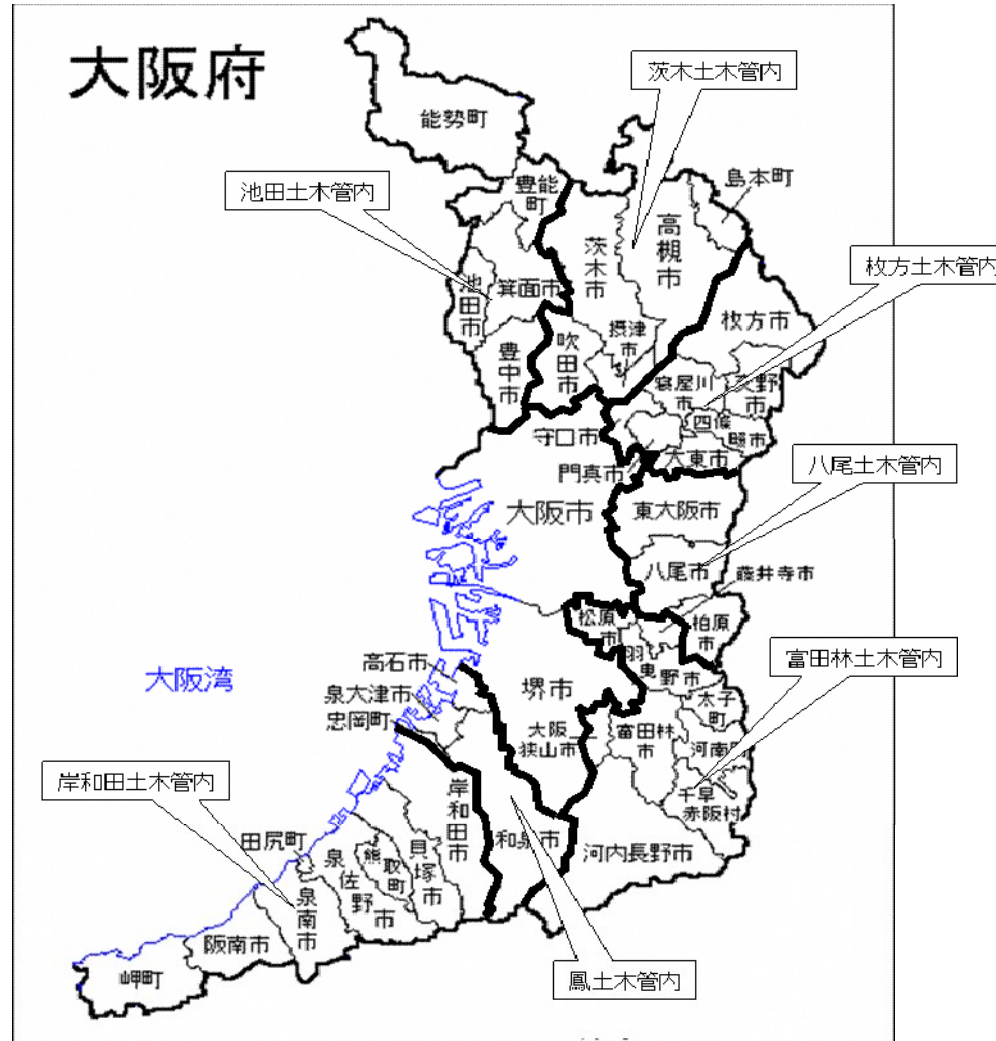 大阪府
茨木土木管内
能勢町
島本町
豊能
町
池田土木管内
高槻市
茨木市
枚方土木管内
池田市
箕面市
枚方市
摂津
市
吹田市
豊中市
寝屋川
市
交野
市
四條
畷市
守口市
大東市
門真市
八尾土木管内
大阪市
東大阪市
八尾市
藤井寺市
松原
市
柏原
市
羽
曳野市
富田林土木管内
高石市
大阪湾
堺市
泉大津市
太子
町
忠岡町
大阪
狭山市
富田林
市
河南
岸和田土木管内
千早
赤阪村
岸和田市
田尻町
和泉市
河内長野市
貝塚市
熊取町
泉佐野市
泉南市
阪南市
岬町
鳳土木管内